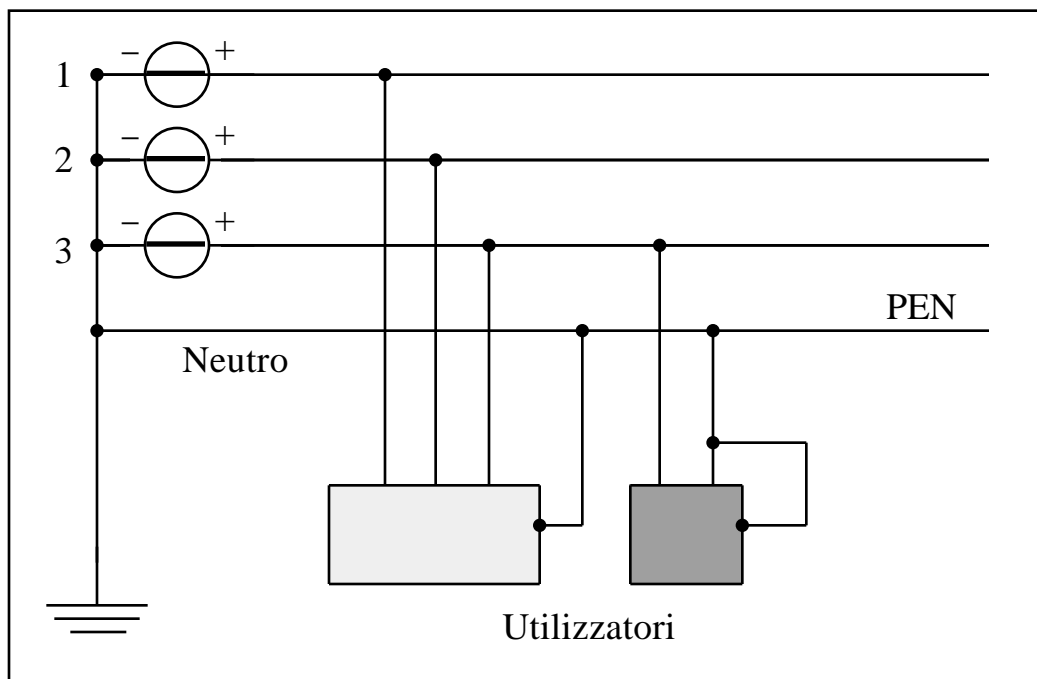 − +
1
− +
2
− +
3
PEN
Neutro
Utilizzatori